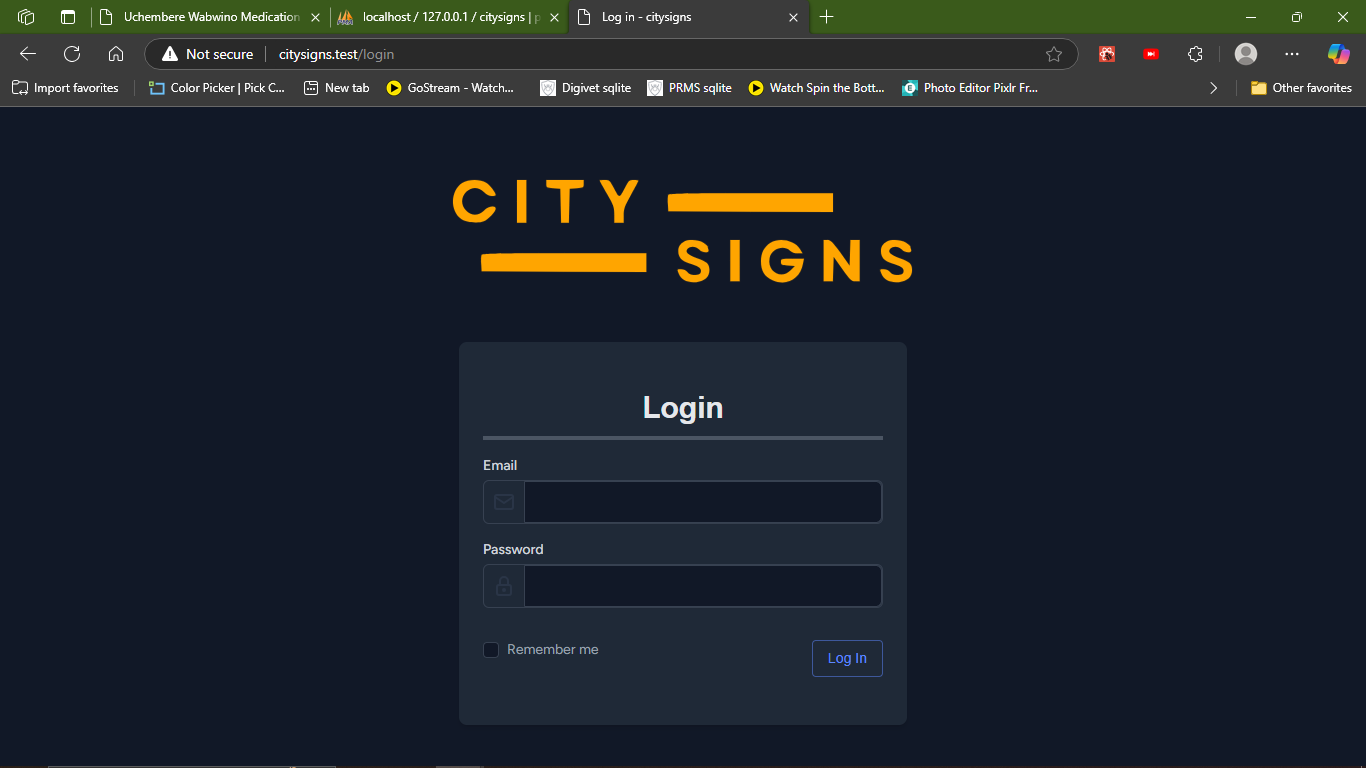 Uchembere Wabwino Medication
localhost / 127.0.0.1 / citysigns | p
Log in - citysigns
Not secure
citysigns.test/login
Import favorites
Color Picker | Pick C...
New tab
GoStream - Watch...
Digivet sqlite
PRMS sqlite
Watch Spin the Bott...
Photo Editor Pixlr Fr...
Other favorites
CITY
SIGNS
Login
Email
Password
Remember me
Log In